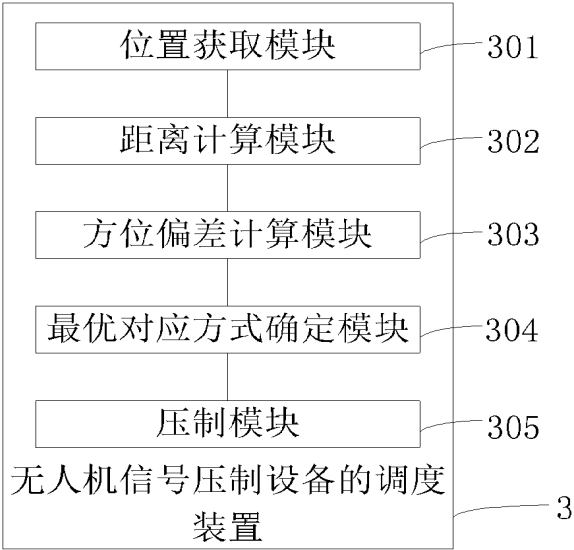 位置获取模块 301
距离计算模块 302
方位偏差计算模块 303
最优对应方式确定模块 304
压制模块 305
无人机信号压制设备的调度
装置 3